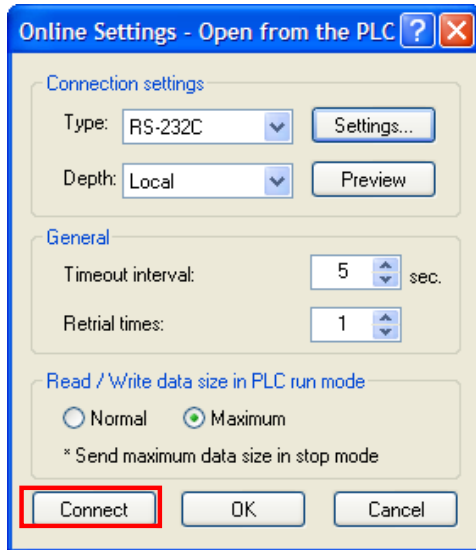 Online Settings - Open from the PLC
Connection settings
Type: RS-232C Settings...
Depth: Local Preview
General
Timeout interval: 5 sec.
Retrial times: 1
Read / Write data size in PLC run mode
Normal Maximum
* Send maximum data size in stop mode
Connect OK Cancel